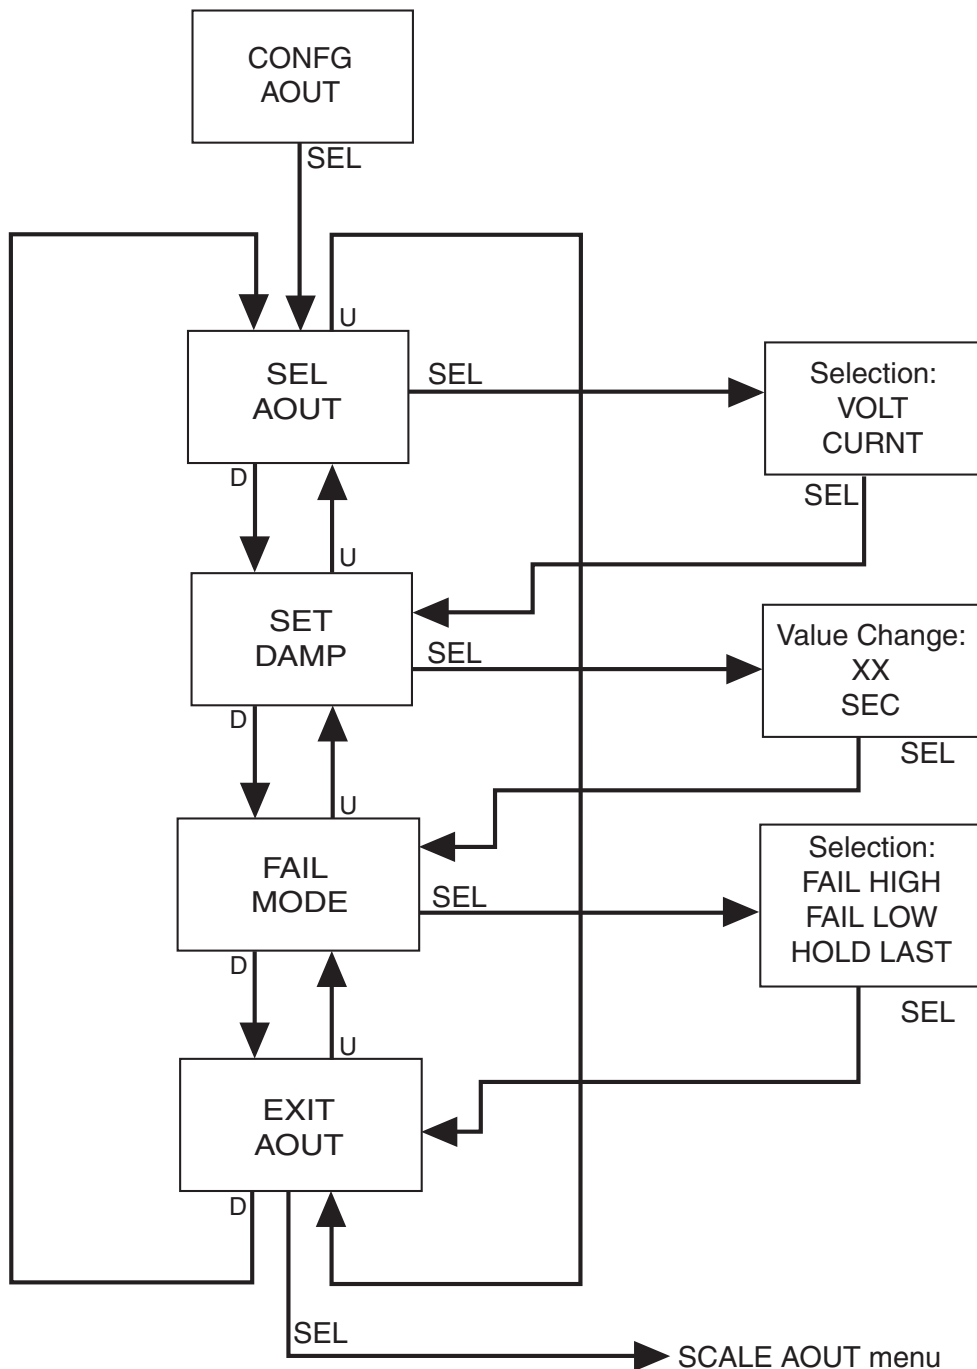 CONFG
AOUT
SEL
U
SEL
AOUT
SEL
Selection:
VOLT
CURNT
D
SEL
U
SET
DAMP
SEL
Value Change:
XX
SEC
D
SEL
U
FAIL
MODE
SEL
Selection:
FAIL HIGH
FAIL LOW
HOLD LAST
D
SEL
U
EXIT
AOUT
D
SEL
SCALE AOUT menu